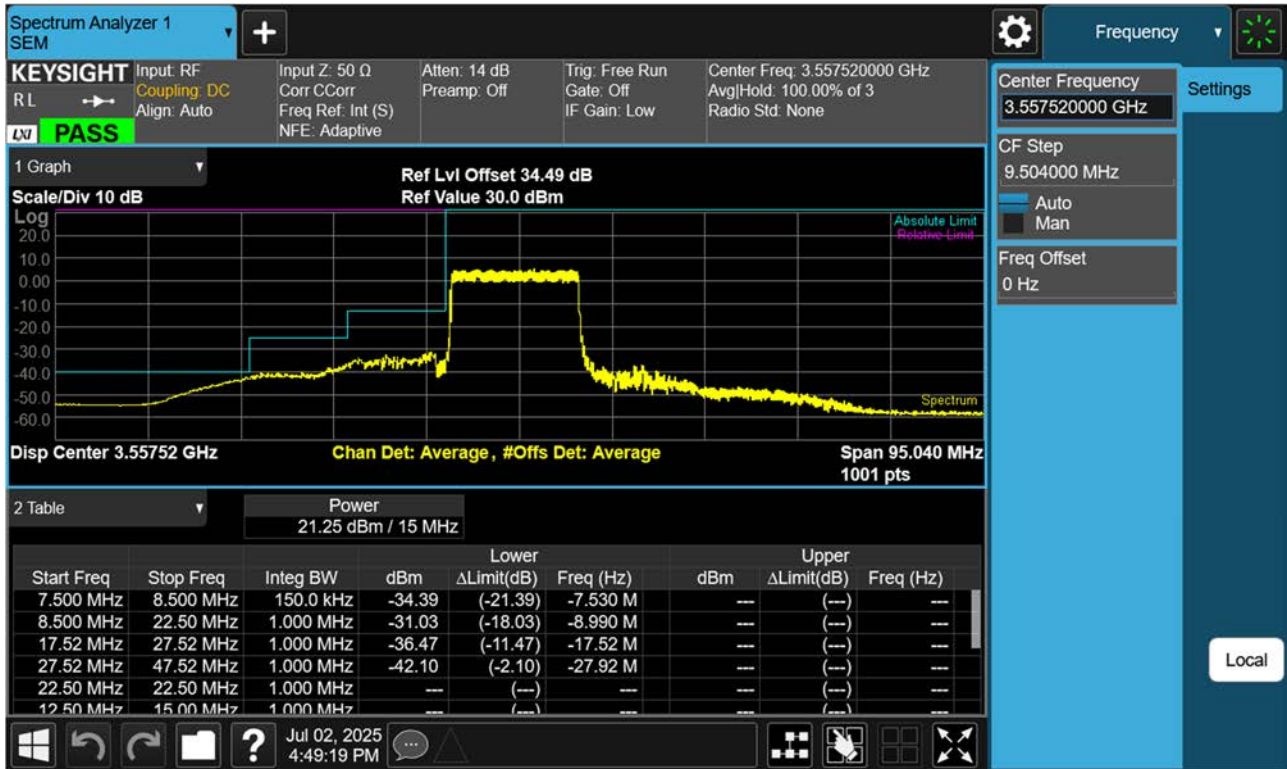 Spectrum Analyzer 1
SEM
Frequency
KEYSIGHT
R L
LXI
PASS
Input: RF
Coupling: DC
Align: Auto
Input Z: 50 Ω
Corr CCorr
Freq Ref: Int (S)
NFE: Adaptive
Atten: 14 dB
Preamp: Off
Trig: Free Run
Gate: Off
IF Gain: Low
Center Freq: 3.557520000 GHz
Avg|Hold: 100.00% of 3
Radio Std: None
Center Frequency
3.557520000 GHz
Settings
CF Step
9.504000 MHz
Auto
Man
Freq Offset
0 Hz
1 Graph
Ref Lvl Offset 34.49 dB
Scale/Div 10 dB
Ref Value 30.0 dBm
Log
Absolute Limit
Relative Limit
20.0
10.0
0.00
-10.0
-20.0
-30.0
-40.0
-50.0
-60.0
Spectrum
Disp Center 3.55752 GHz
Chan Det: Average, #Offs Det: Average
Span 95.040 MHz
1001 pts
2 Table
Power
21.25 dBm / 15 MHz
Lower Upper
Start Freq Stop Freq Integ BW dBm ΔLimit(dB) Freq (Hz) dBm ΔLimit(dB) Freq (Hz)
7.500 MHz 8.500 MHz 150.0 kHz -34.39 (-21.39) -7.530 M --- (---) ---
8.500 MHz 22.50 MHz 1.000 MHz -31.03 (-18.03) -8.990 M --- (---) ---
17.52 MHz 27.52 MHz 1.000 MHz -36.47 (-11.47) -17.52 M --- (---) ---
27.52 MHz 47.52 MHz 1.000 MHz -42.10 (-2.10) -27.92 M --- (---) ---
22.50 MHz 22.50 MHz 1.000 MHz --- (---) --- --- (---) ---
12.50 MHz 15.00 MHz 1.000 MHz --- (---) --- --- (---) ---
Local
?
Jul 02, 2025
4:49:19 PM